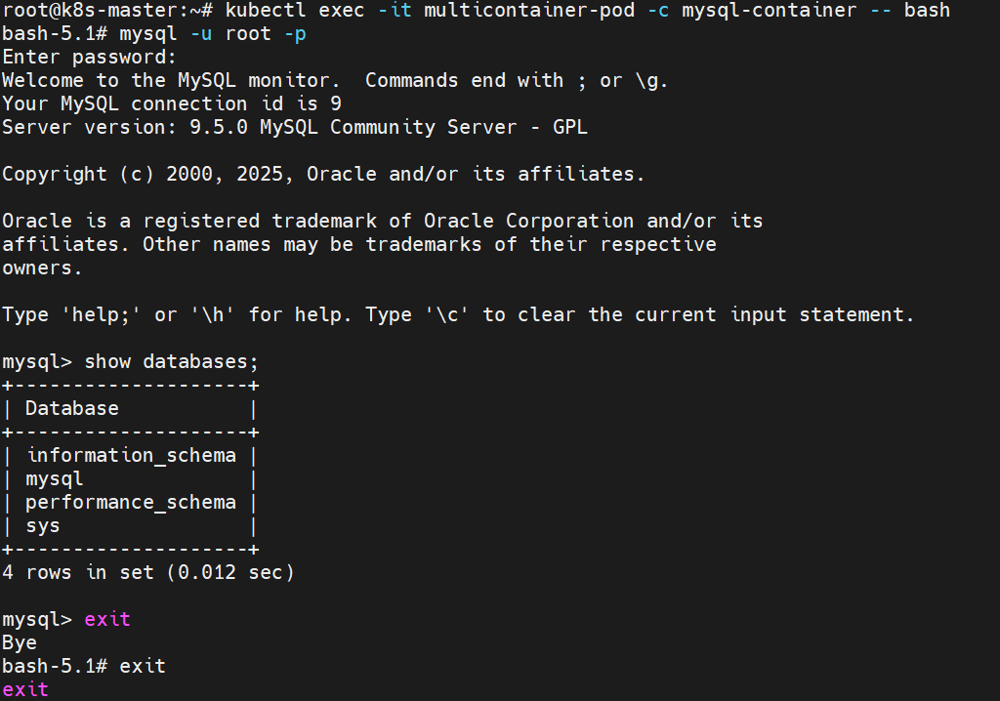 root@k8s-master:~# kubectl exec -it multicontainer-pod -c mysql-container -- bash
bash-5.1# mysql -u root -p
Enter password:
Welcome to the MySQL monitor.  Commands end with ; or \g.
Your MySQL connection id is 9
Server version: 9.5.0 MySQL Community Server - GPL

Copyright (c) 2000, 2025, Oracle and/or its affiliates.

Oracle is a registered trademark of Oracle Corporation and/or its
affiliates. Other names may be trademarks of their respective
owners.

Type 'help;' or '\h' for help. Type '\c' to clear the current input statement.

mysql> show databases;
+--------------------+
| Database           |
+--------------------+
| information_schema |
| mysql              |
| performance_schema |
| sys                |
+--------------------+
4 rows in set (0.012 sec)

mysql> exit
Bye
bash-5.1# exit
exit